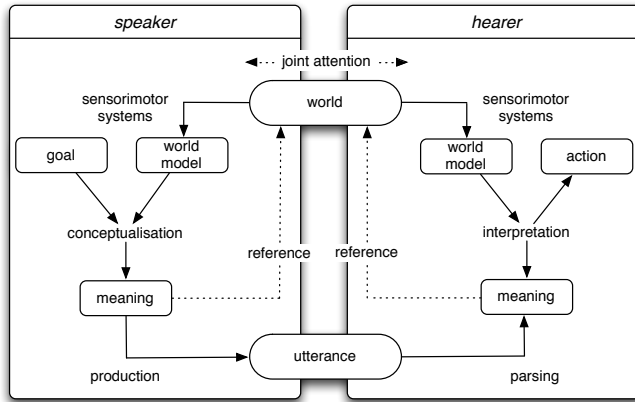 speaker
hearer
joint attention
world
sensorimotor
systems
sensorimotor
systems
goal
world
model
world
model
action
conceptualisation
interpretation
reference
reference
meaning
meaning
utterance
production
parsing